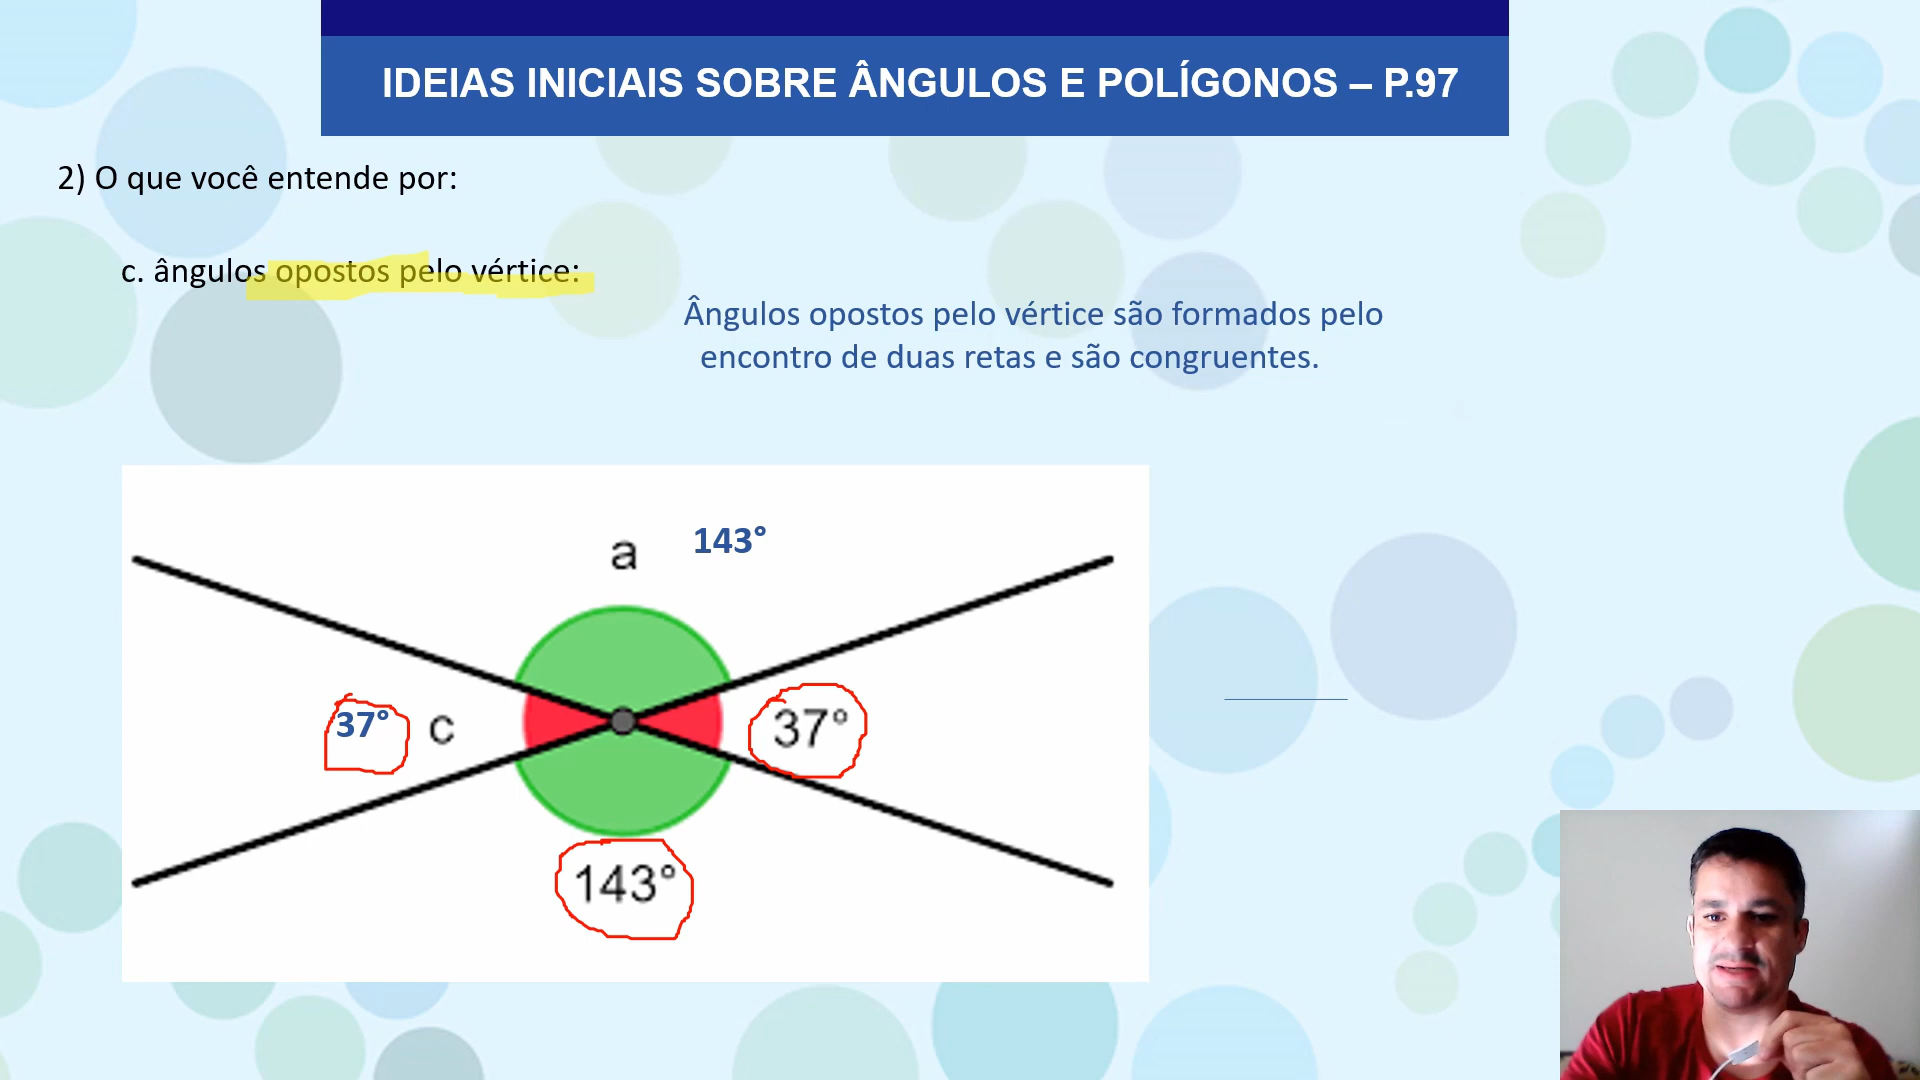 IDEIAS INICIAIS SOBRE ÂNGULOS E POLÍGONOS – P.97
2) O que você entende por:
c. ângulos opostos pelo vértice:
Ângulos opostos pelo vértice são formados pelo
encontro de duas retas e são congruentes.
a 143°
37° c 37°
143°